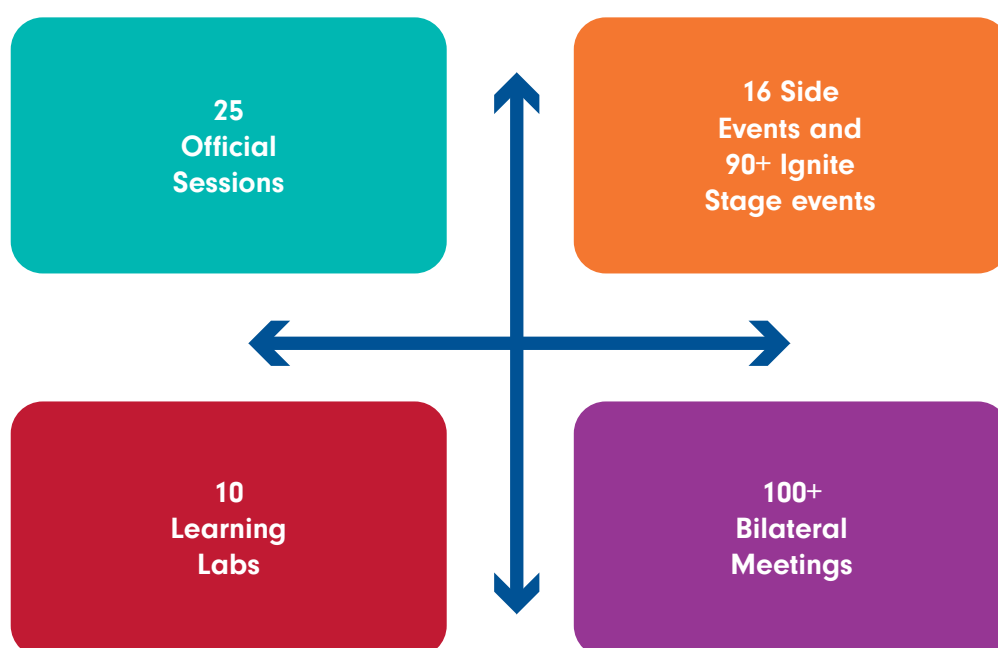 25
Official
Sessions
16 Side
Events and
90+ Ignite
Stage events
10
Learning
Labs
100+
Bilateral
Meetings